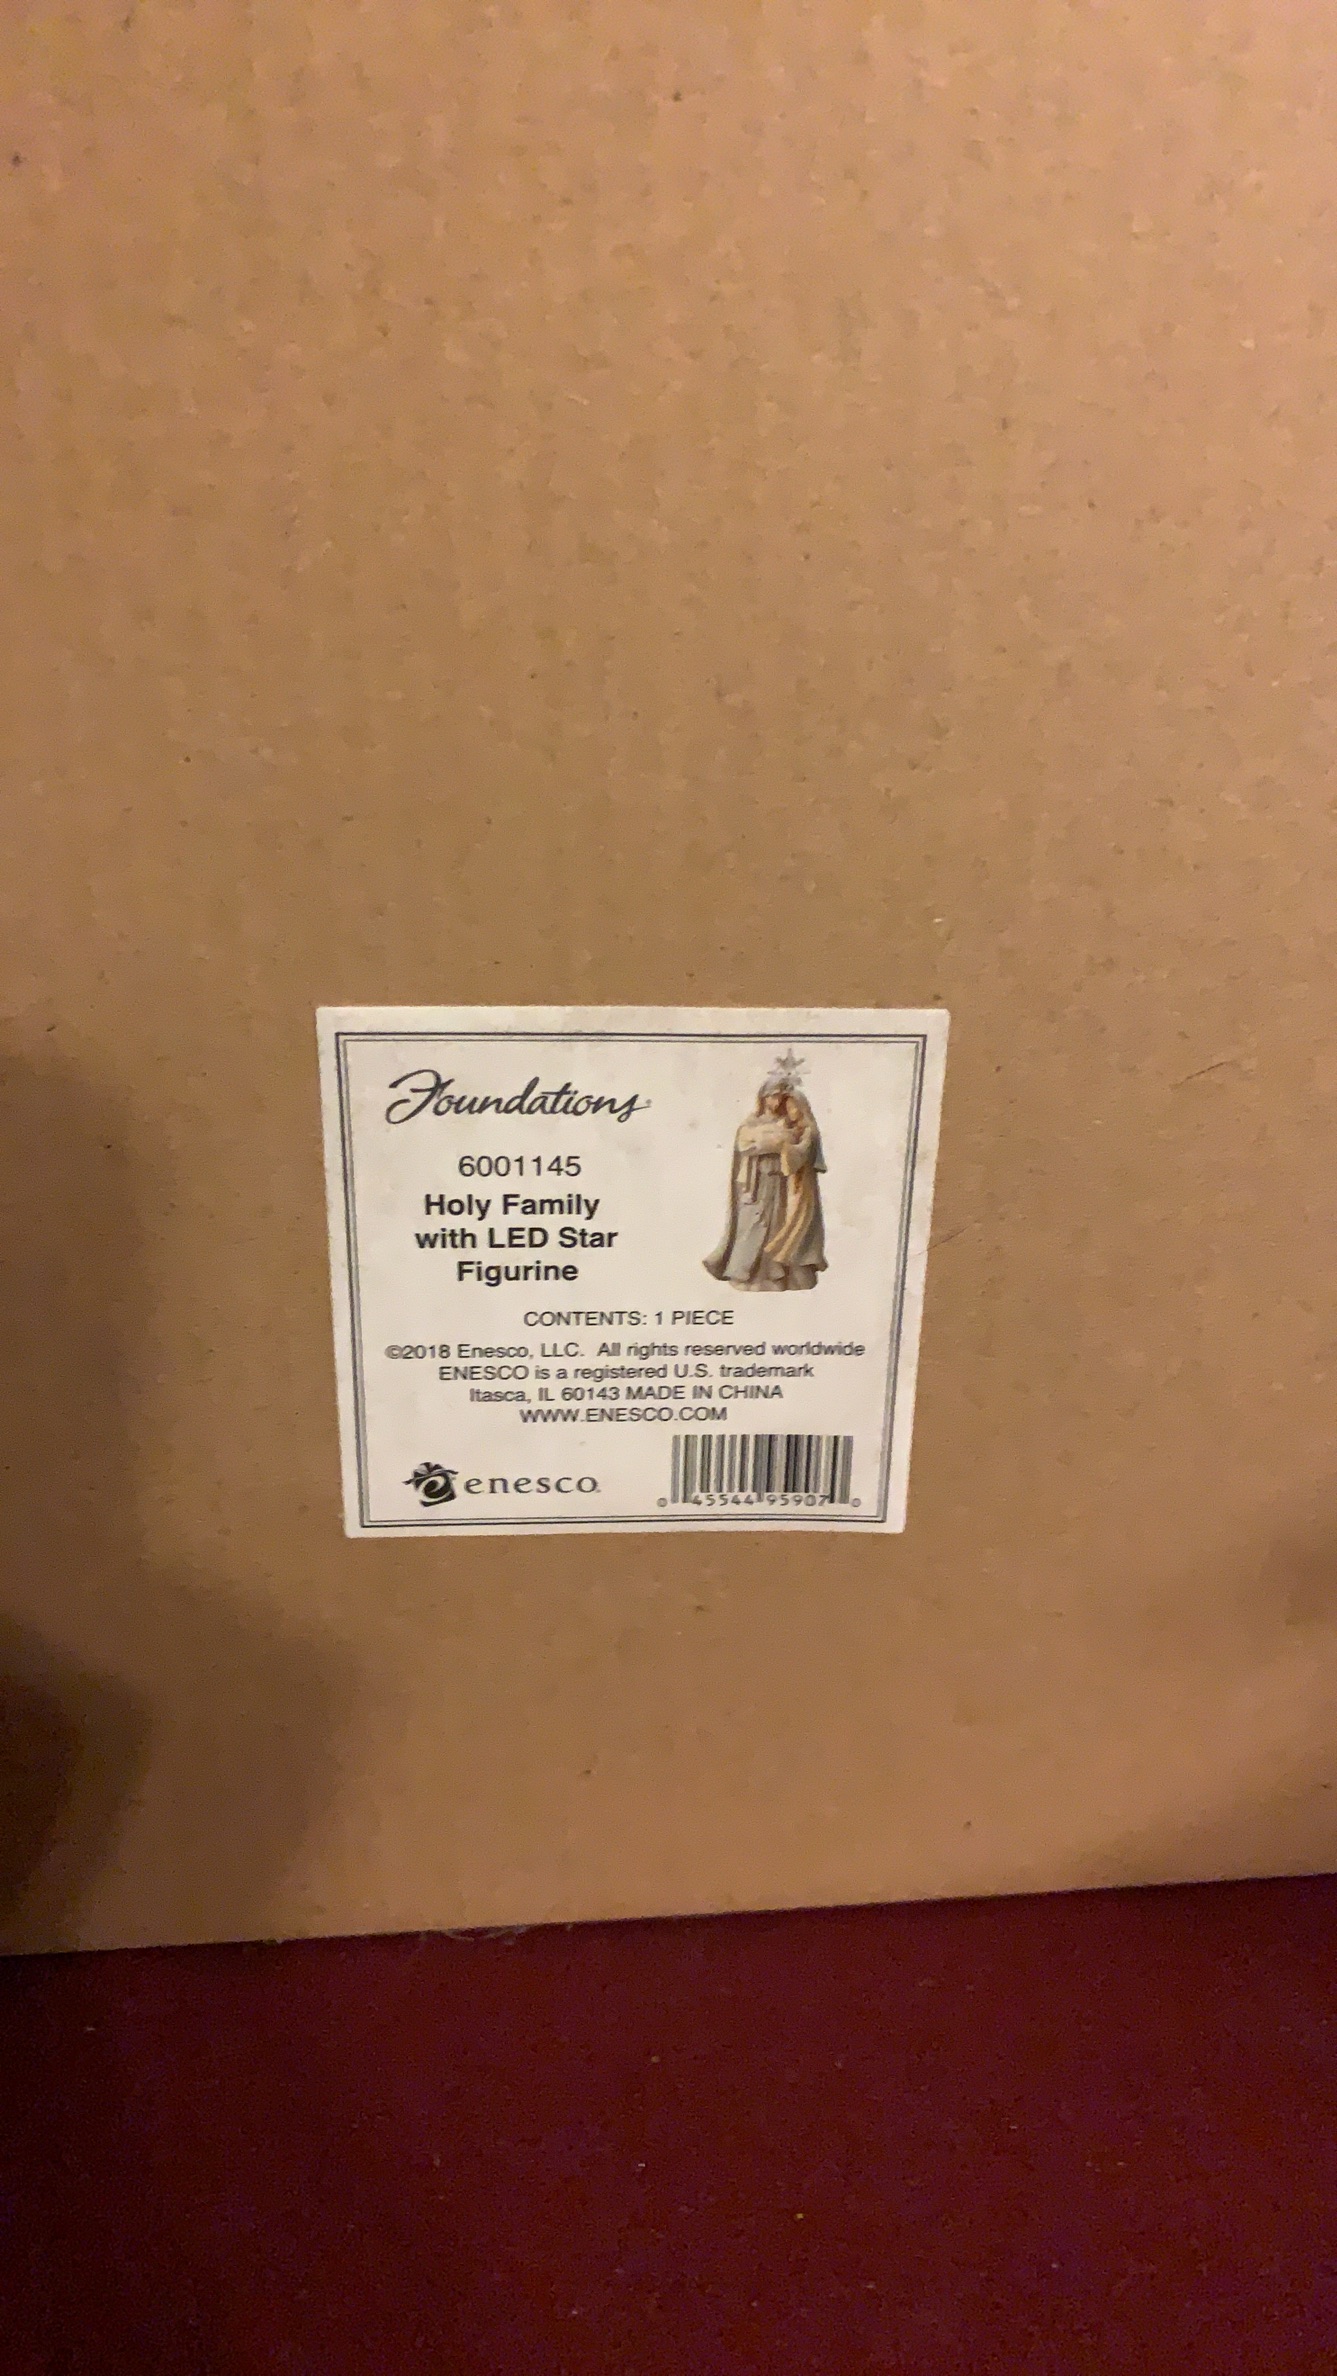 Foundations
6001145
Holy Family
with LED Star
Figurine
CONTENTS: 1 PIECE
©2018 Enesco, LLC. All rights reserved worldwide
ENESCO is a registered U.S. trademark
Itasca, IL 60143 MADE IN CHINA
WWW.ENESCO.COM
enesco.
0 45544 95907 0